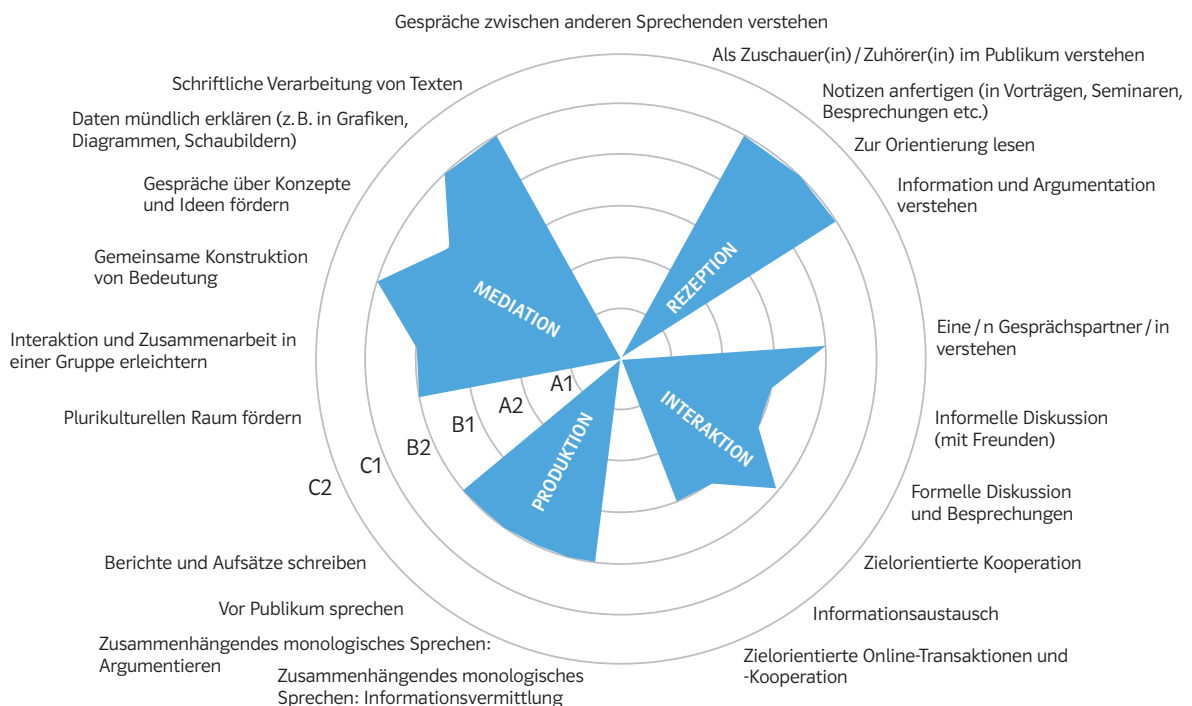 Gespräche zwischen anderen Sprechenden verstehen
Als Zuschauer(in) / Zuhörer(in) im Publikum verstehen
Notizen anfertigen (in Vorträgen, Seminaren,
Besprechungen etc.)
Zur Orientierung lesen
Information und Argumentation
verstehen
Eine / n Gesprächspartner / in
verstehen
Informelle Diskussion
(mit Freunden)
Formelle Diskussion
und Besprechungen
Zielorientierte Kooperation
Informationsaustausch
Zielorientierte Online-Transaktionen und
-Kooperation
Zusammenhängendes monologisches
Sprechen: Informationsvermittlung
Zusammenhängendes monologisches Sprechen:
Argumentieren
Vor Publikum sprechen
Berichte und Aufsätze schreiben
Plurikulturellen Raum fördern
Interaktion und Zusammenarbeit in
einer Gruppe erleichtern
Gemeinsame Konstruktion
von Bedeutung
Gespräche über Konzepte
und Ideen fördern
Daten mündlich erklären (z. B. in Grafiken,
Diagrammen, Schaubildern)
Schriftliche Verarbeitung von Texten
REZEPTION
INTERAKTION
PRODUKTION
MEDIATION
A1
A2
B1
B2
C1
C2